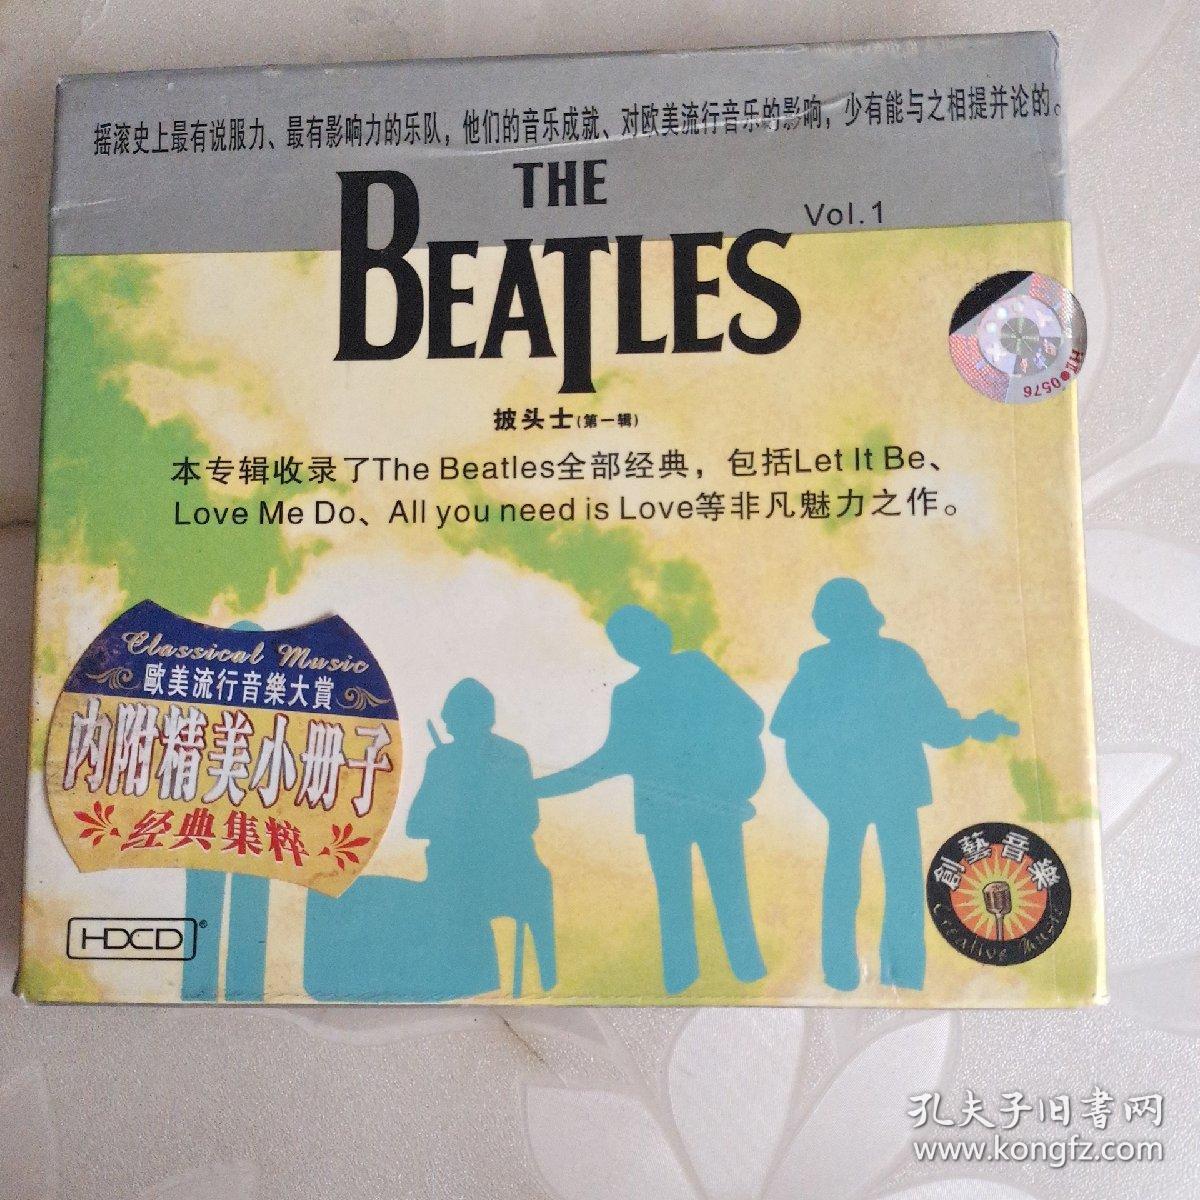 摇滚史上最有说服力、最有影响力的乐队，他们的音乐成就、对欧美流行音乐的影响，少有能与之相提并论的。
THE
BEATLES
Vol.1
披头士(第一辑)
本专辑收录了The Beatles全部经典，包括Let It Be、
Love Me Do、All you need is Love等非凡魅力之作。
Classical Music
歐美流行音樂大賞
内附精美小册子
经典集粹
HDCD®
創藝音樂
Creative Music
孔夫子旧书网
www.kongfz.com